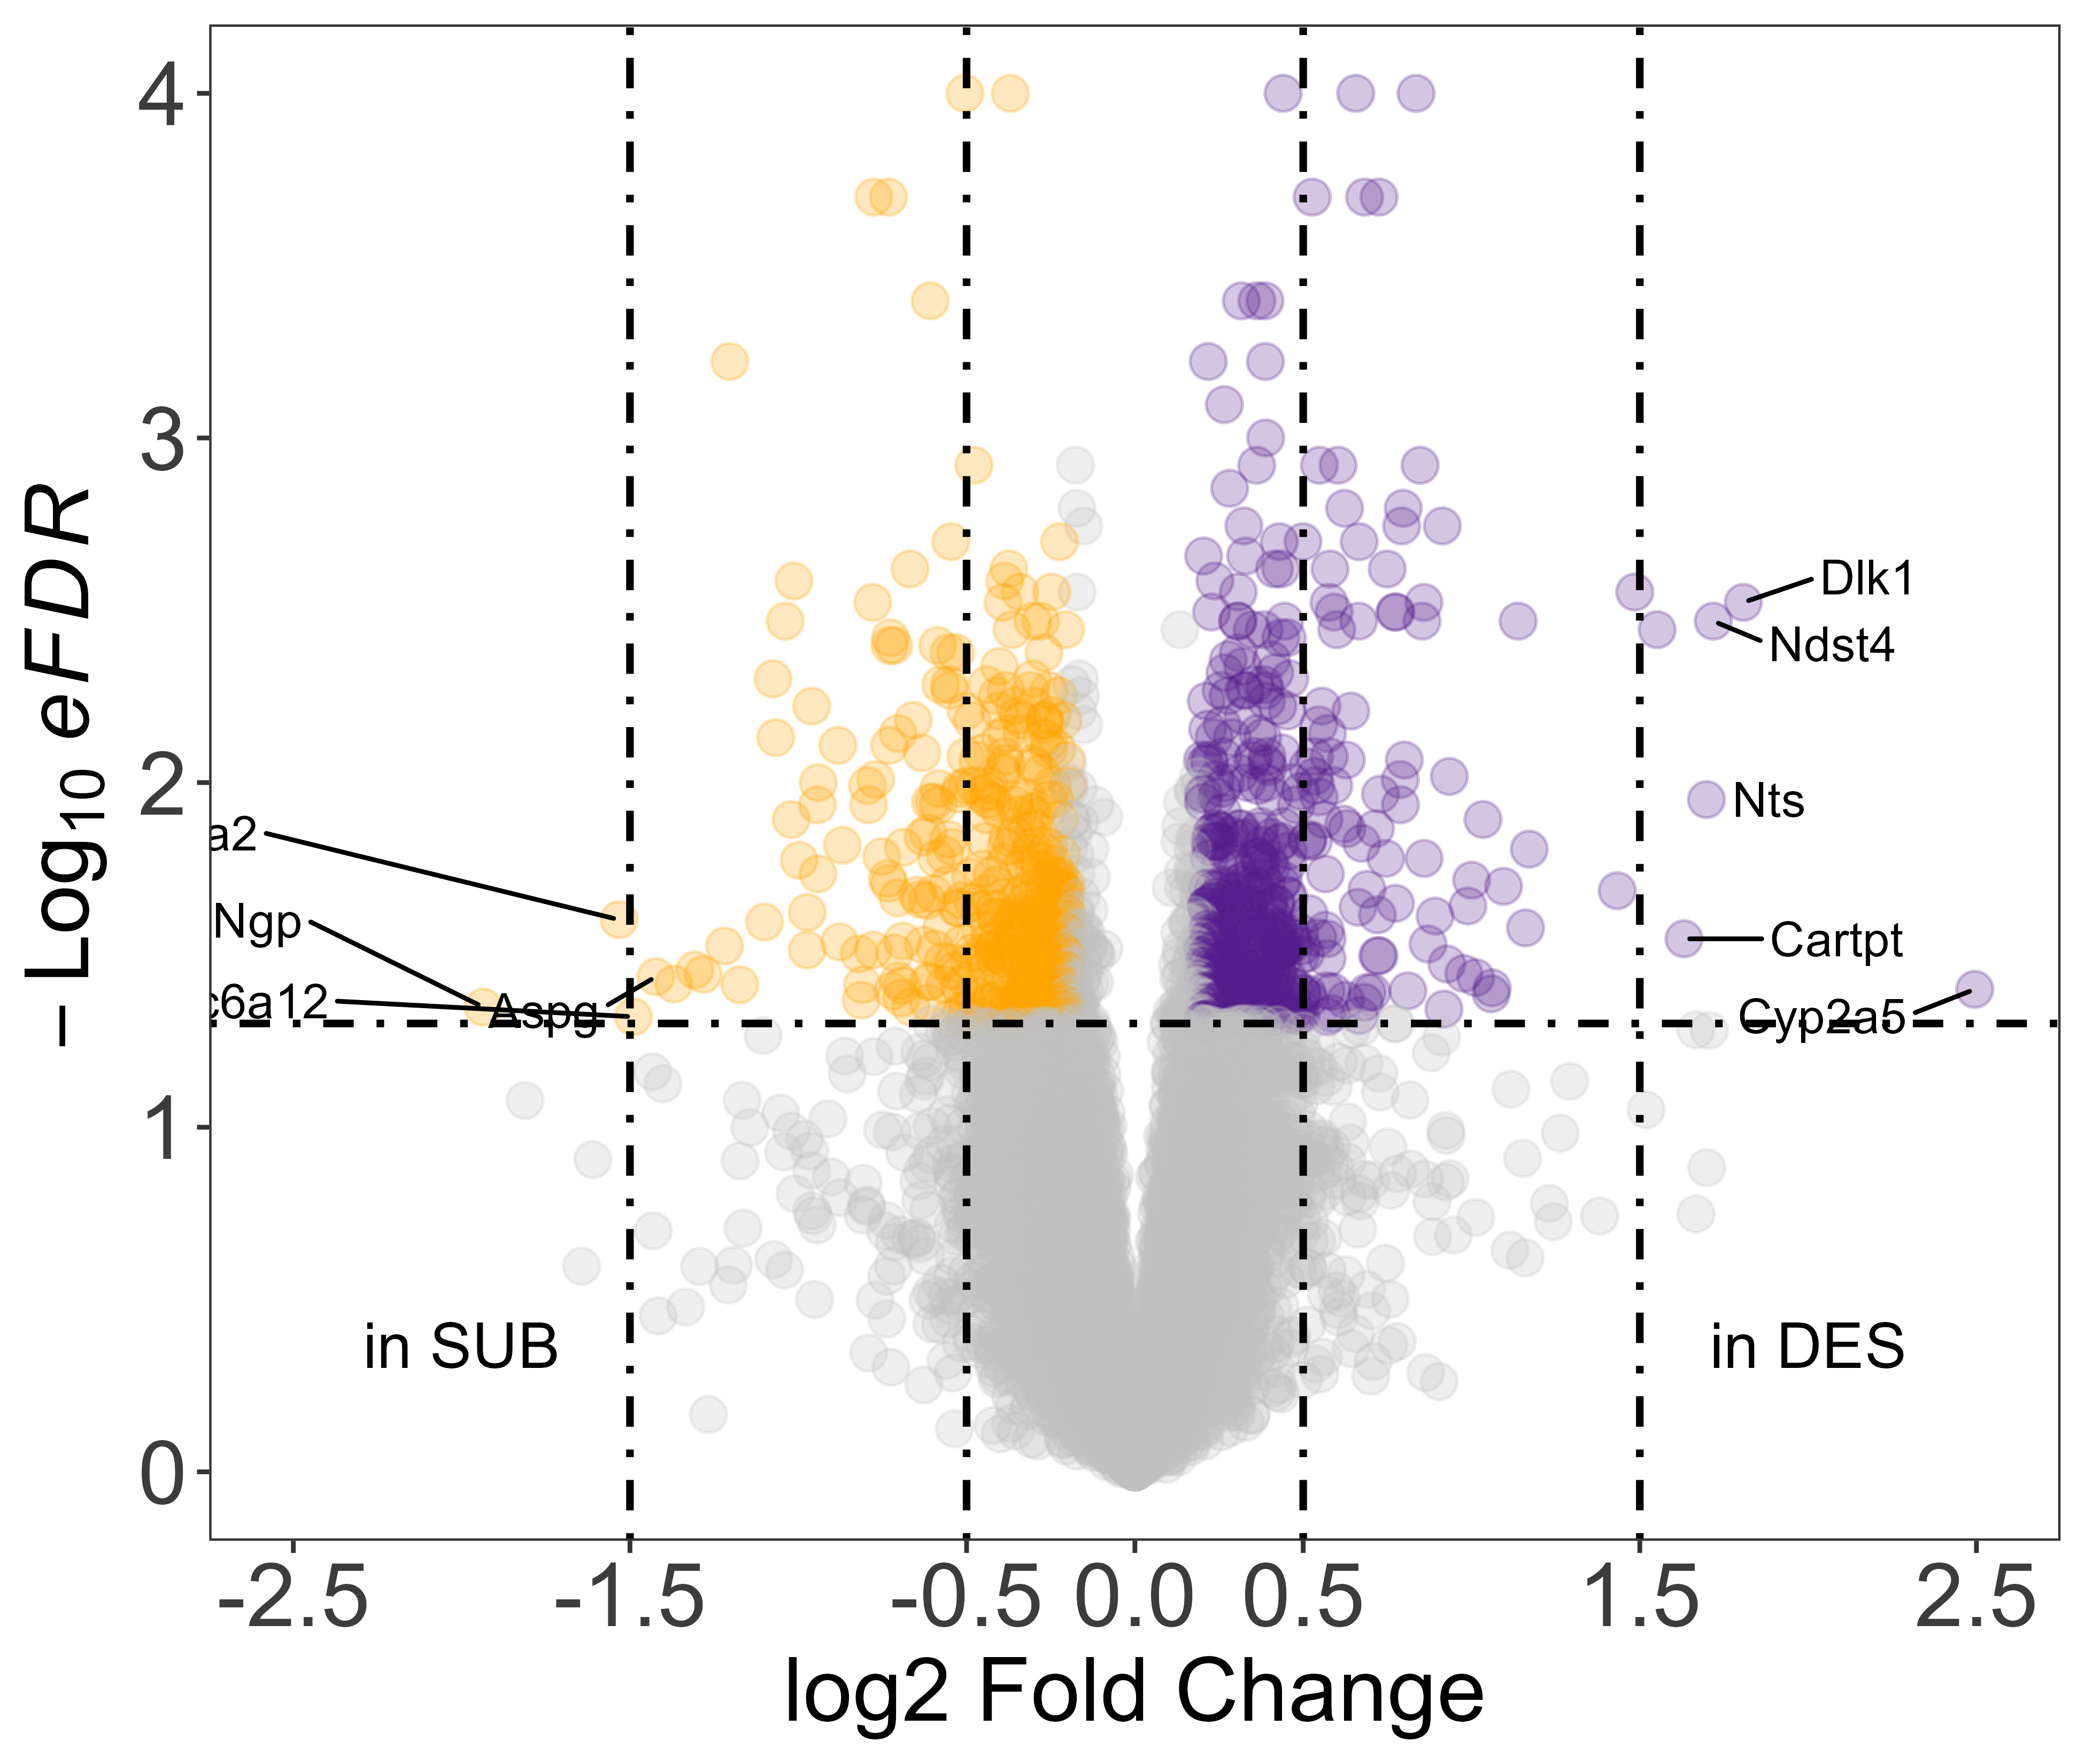 − Log10 eFDR
4
3
2
1
0
Dlk1
Ndst4
Nts
a2
Ngp
Cartpt
c6a12
Aspg
Cyp2a5
in SUB
in DES
-2.5 -1.5 -0.5 0.0 0.5 1.5 2.5
log2 Fold Change